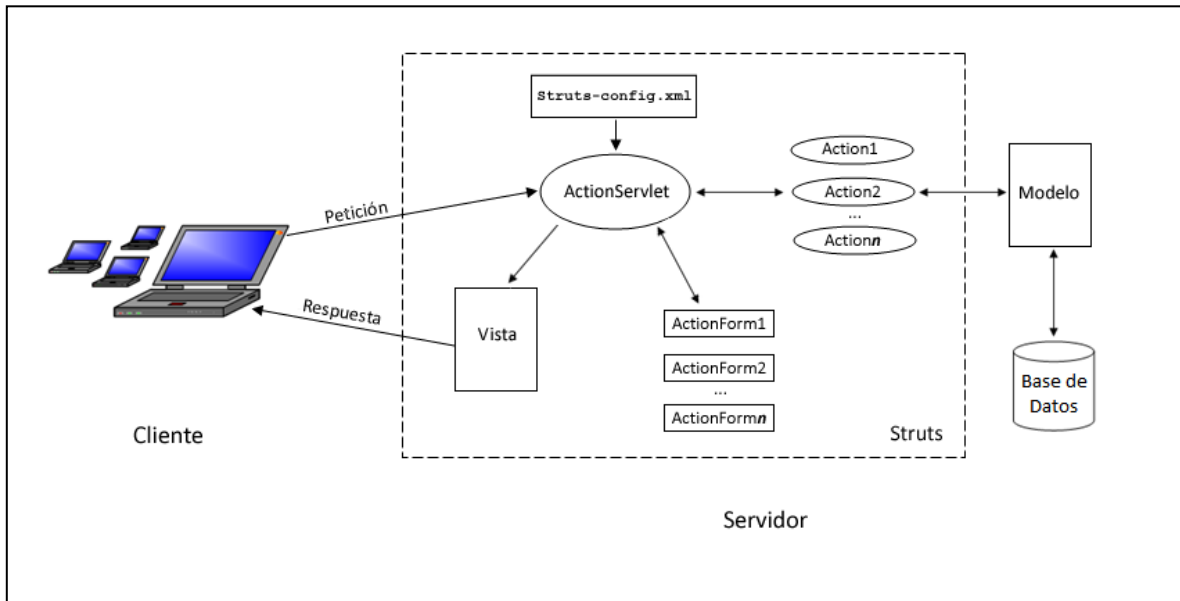 Struts-config.xml
ActionServlet
Action1
Action2
...
Actionn
Modelo
Petición
Respuesta
Vista
ActionForm1
ActionForm2
...
ActionFormn
Base de
Datos
Cliente
Struts
Servidor